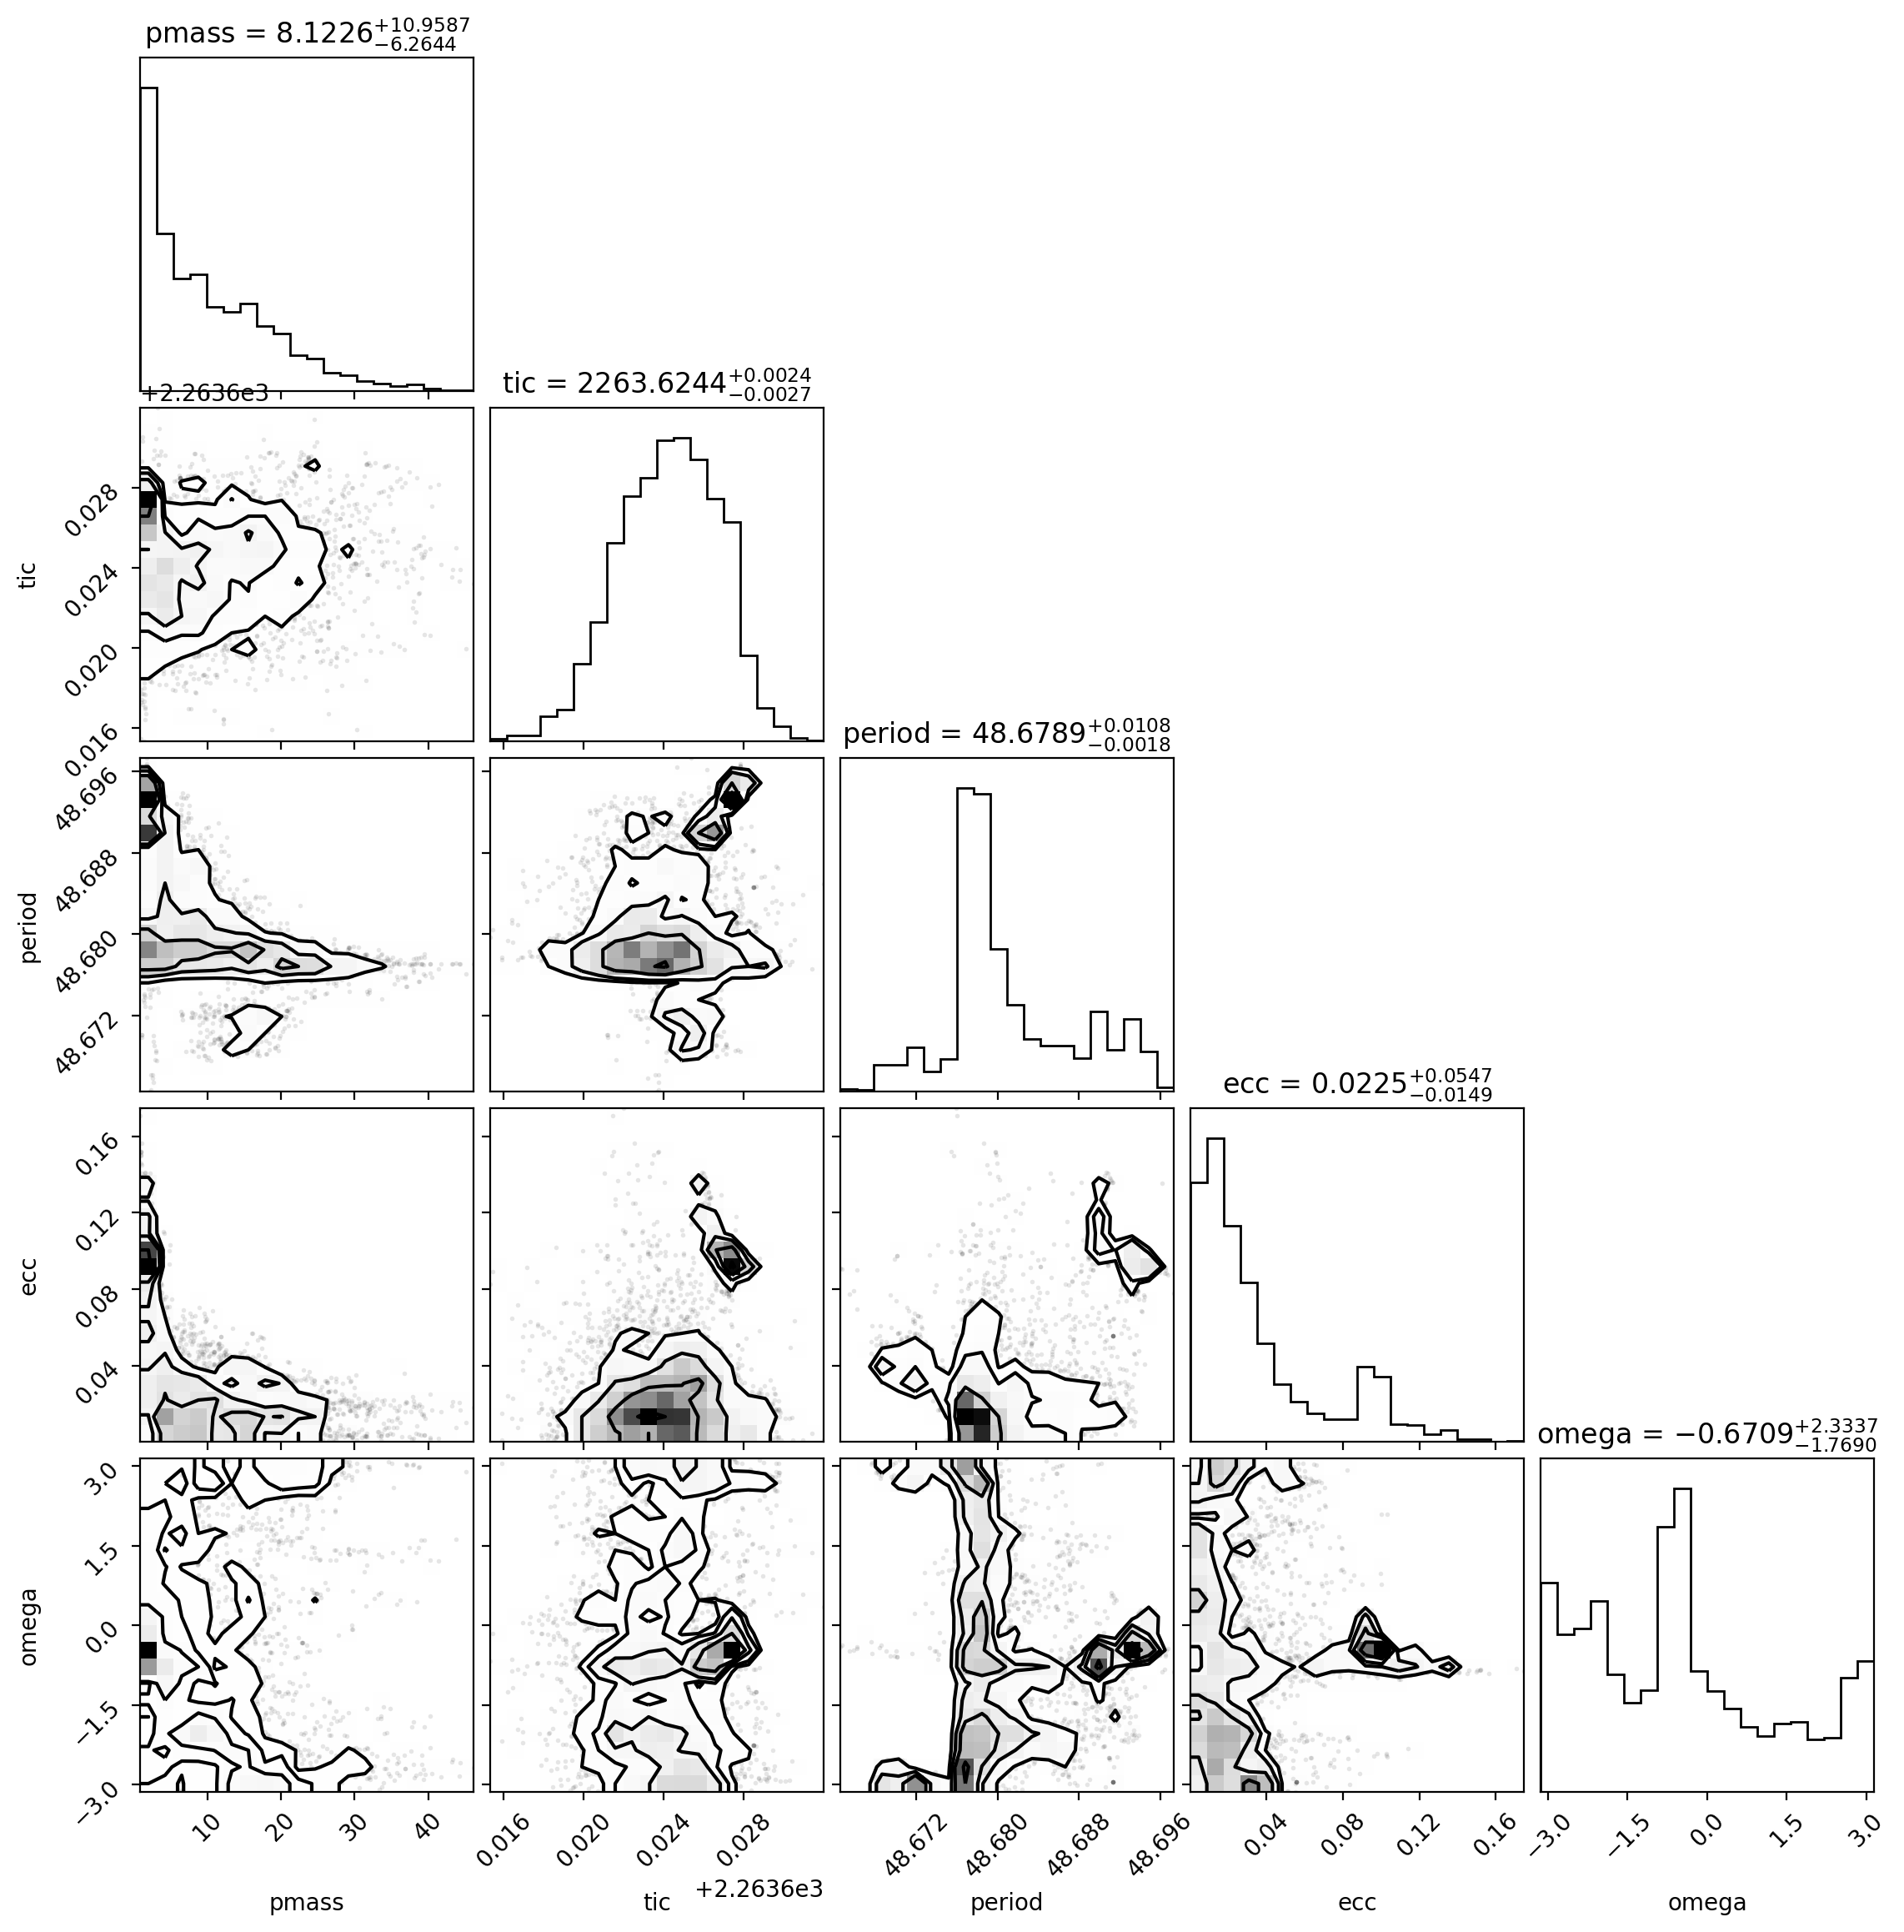 pmass = 8.1226+10.9587−6.2644
+2.2636e3
tic = 2263.6244+0.0024−0.0027
tic
0.028
0.024
0.020
0.016
period = 48.6789+0.0108−0.0018
period
48.696
48.688
48.680
48.672
ecc = 0.0225+0.0547−0.0149
ecc
0.16
0.12
0.08
0.04
omega = −0.6709+2.3337−1.7690
omega
3.0
1.5
0.0
−1.5
−3.0
10 20 30 40
0.016 0.020 0.024 0.028
48.672 48.680 48.688 48.696
0.04 0.08 0.12 0.16
−3.0 −1.5 0.0 1.5 3.0
+2.2636e3
pmass tic period ecc omega